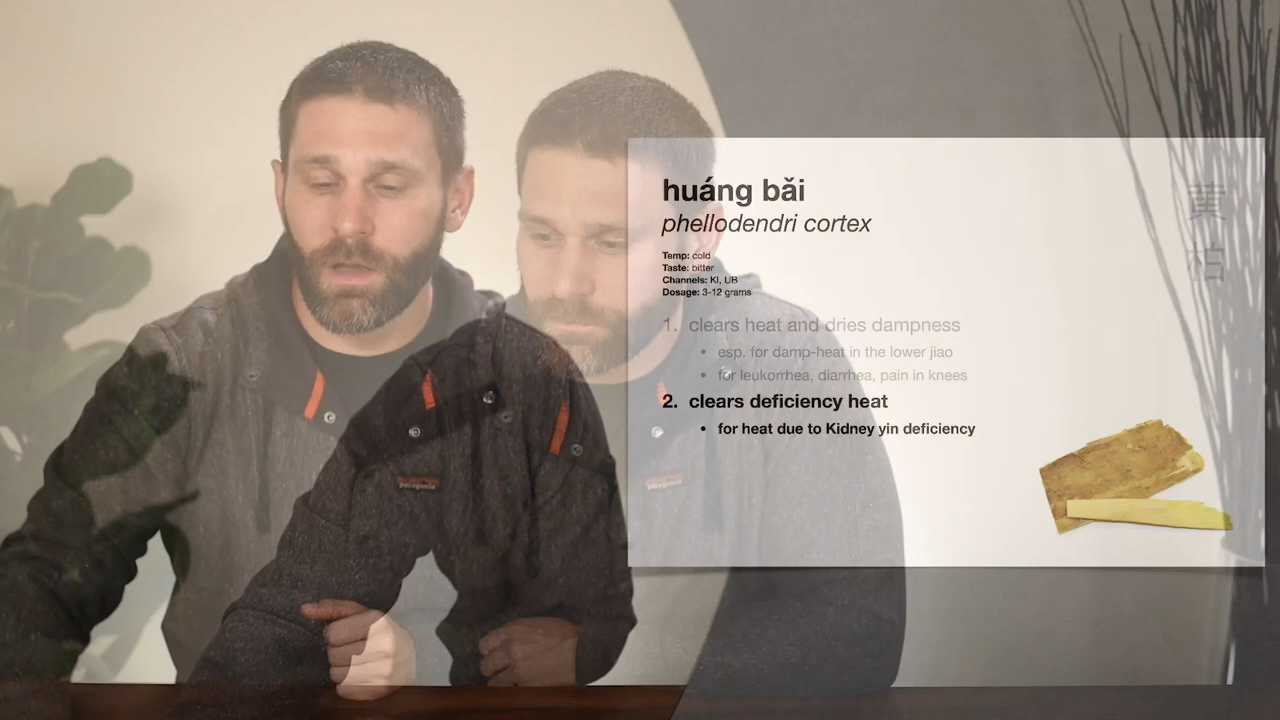 huáng bǎi
phellodendri cortex
Temp: cold
Taste: bitter
Channels: KI, UB
Dosage: 3-12 grams
1. clears heat and dries dampness
• esp. for damp-heat in the lower jiao
• for leukorrhea, diarrhea, pain in knees
2. clears deficiency heat
• for heat due to Kidney yin deficiency
黃柏
patagonia
patagonia